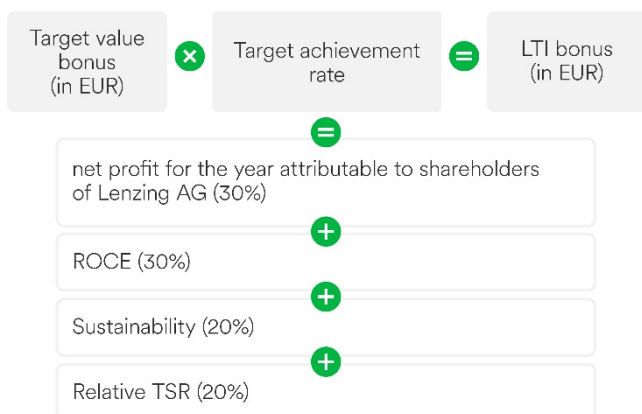 Target value
bonus
(in EUR)
×
Target achievement
rate
=
LTI bonus
(in EUR)
=
net profit for the year attributable to shareholders
of Lenzing AG (30%)
+
ROCE (30%)
+
Sustainability (20%)
+
Relative TSR (20%)